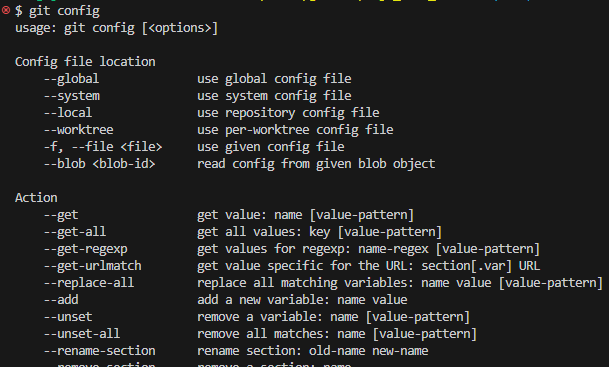 $ git config
usage: git config [<options>]
Config file location
--global use global config file
--system use system config file
--local use repository config file
--worktree use per-worktree config file
-f, --file <file> use given config file
--blob <blob-id> read config from given blob object
Action
--get get value: name [value-pattern]
--get-all get all values: key [value-pattern]
--get-regexp get values for regexp: name-regex [value-pattern]
--get-urlmatch get value specific for the URL: section[.var] URL
--replace-all replace all matching variables: name value [value-pattern]
--add add a new variable: name value
--unset remove a variable: name [value-pattern]
--unset-all remove all matches: name [value-pattern]
--rename-section rename section: old-name new-name
--remove-section remove a section: name